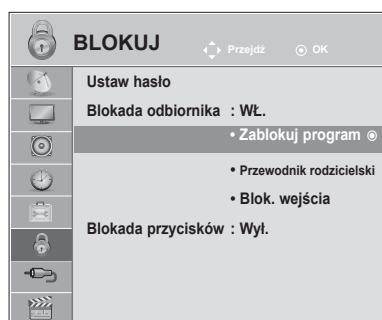 BLOKUJ
Przejdź OK
Ustaw hasło
Blokada odbiornika : WŁ.
• Zablokuj program
• Przewodnik rodzicielski
• Blok. wejścia
Blokada przycisków : Wył.